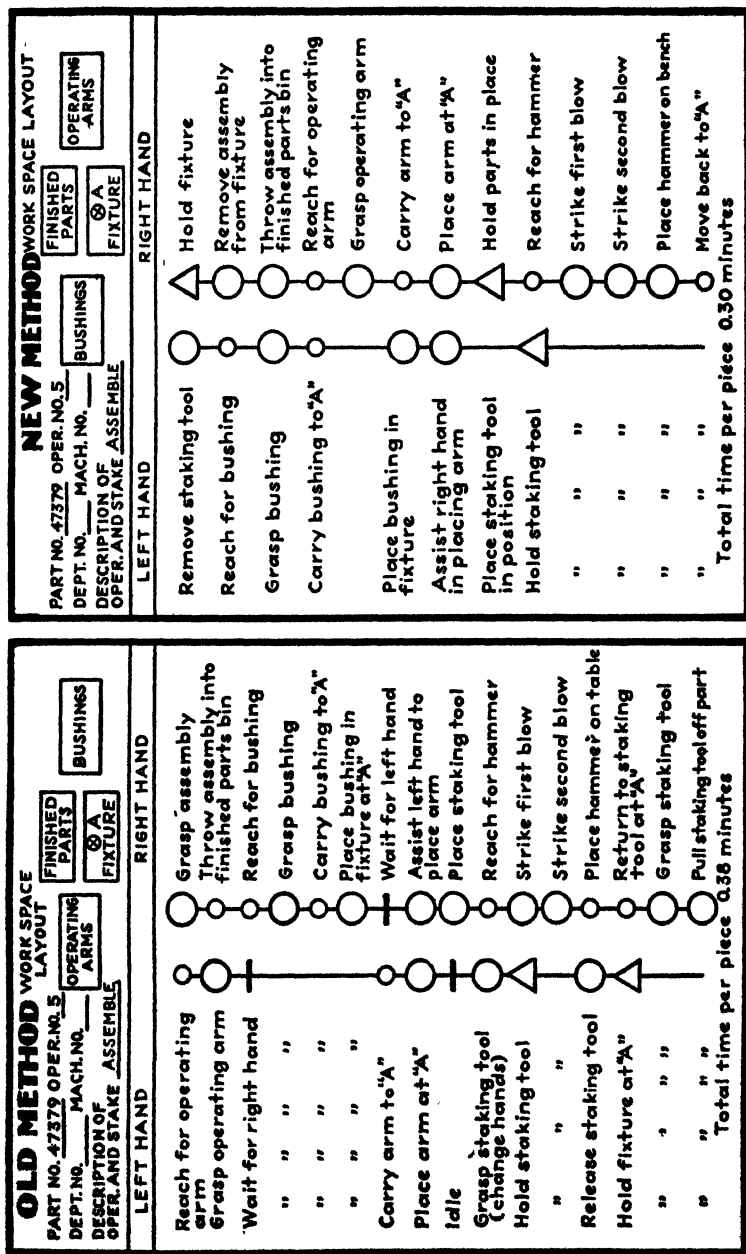 OLD METHOD WORK SPACE
LAYOUT
PART NO. 47379 OPER. NO. 5
DEPT. NO. MACH. NO.
DESCRIPTION OF
OPER. AND STAKE ASSEMBLE
OPERATING
ARMS
FINISHED
PARTS
A
FIXTURE
BUSHINGS
LEFT HAND
RIGHT HAND
Reach for operating
arm
Grasp operating arm
Wait for right hand
" " "
" " "
" " "
Carry arm to "A"
Place arm at "A"
Idle
Grasp staking tool
(change hands)
Hold staking tool
" " "
Release staking tool
Hold fixture at "A"
" " "
" " "
Grasp assembly
Throw assembly into
finished parts bin
Reach for bushing
Grasp bushing
Carry bushing to "A"
Place bushing in
fixture at "A"
Wait for left hand
Assist left hand to
place arm
Place staking tool
Reach for hammer
Strike first blow
Strike second blow
Place hammer on table
Return to staking
tool at "A"
Grasp staking tool
Pull staking tool off part
Total time per piece 0.38 minutes
NEW METHOD WORK SPACE LAYOUT
PART NO. 47379 OPER. NO. 5
DEPT. NO. MACH. NO.
DESCRIPTION OF
OPER. AND STAKE ASSEMBLE
BUSHINGS
FINISHED
PARTS
A
FIXTURE
OPERATING
ARMS
LEFT HAND
RIGHT HAND
Remove staking tool
Reach for bushing
Grasp bushing
Carry bushing to "A"
Place bushing in
fixture
Assist right hand
in placing arm
Place staking tool
in position
Hold staking tool
" " "
" " "
" " "
" " "
Hold fixture
Remove assembly
from fixture
Throw assembly into
finished parts bin
Reach for operating
arm
Grasp operating arm
Carry arm to "A"
Place arm at "A"
Hold parts in place
Reach for hammer
Strike first blow
Strike second blow
Place hammer on bench
Move back to "A"
Total time per piece 0.30 minutes